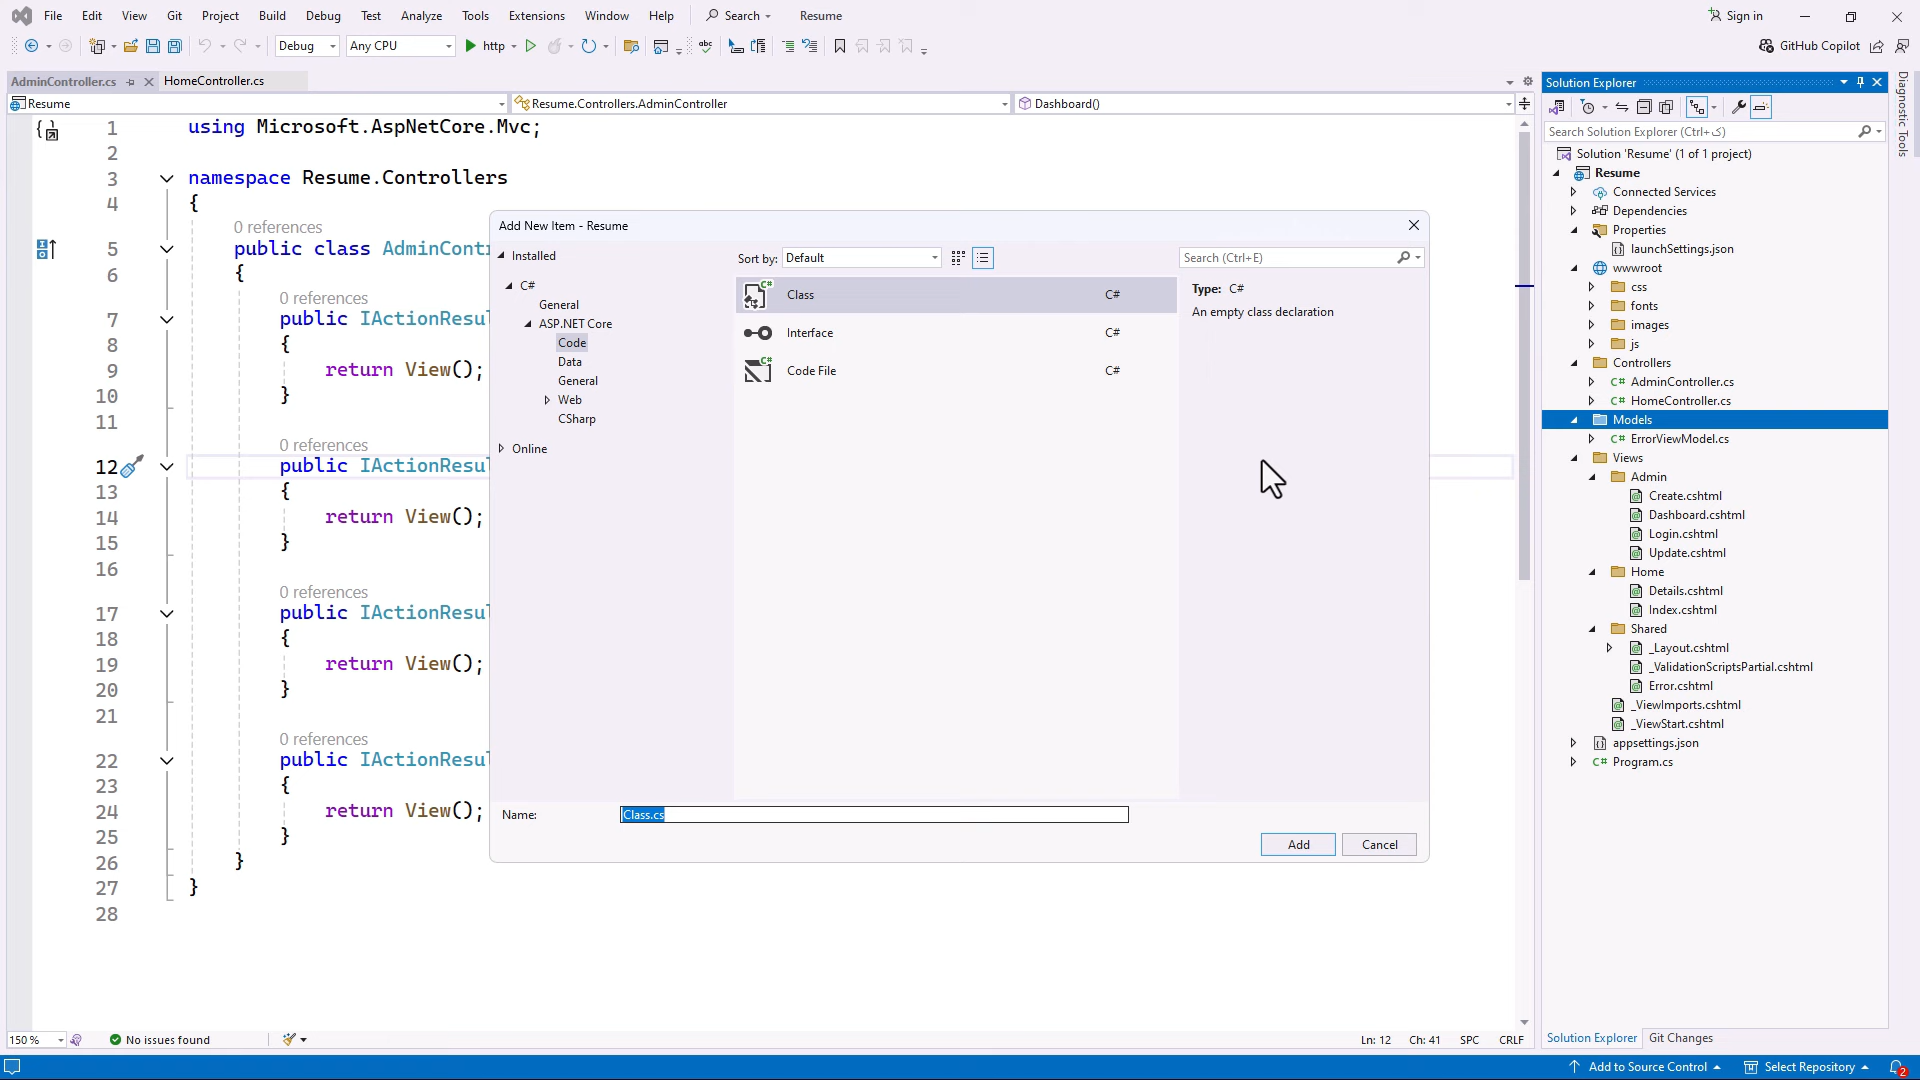 File Edit View Git Project Build Debug Test Analyze Tools Extensions Window Help Search Resume Sign in
Debug Any CPU http GitHub Copilot
AdminController.cs HomeController.cs
Resume Resume.Controllers.AdminController Dashboard()
1 using Microsoft.AspNetCore.Mvc;
2
3 namespace Resume.Controllers
4 {
0 references
5 public class AdminContr
6 {
0 references
7 public IActionResul
8 {
9 return View();
10 }
11
0 references
12 public IActionResul
13 {
14 return View();
15 }
16
0 references
17 public IActionResul
18 {
19 return View();
20 }
21
0 references
22 public IActionResul
23 {
24 return View();
25 }
26 }
27 }
28
Add New Item - Resume
Installed
C#
General
ASP.NET Core
Code
Data
General
Web
CSharp
Online
Sort by: Default
Class C#
Interface C#
Code File C#
Search (Ctrl+E)
Type: C#
An empty class declaration
Name: Class.cs
Add Cancel
Solution Explorer
Search Solution Explorer (Ctrl+ک)
Solution 'Resume' (1 of 1 project)
Resume
Connected Services
Dependencies
Properties
launchSettings.json
wwwroot
css
fonts
images
js
Controllers
C# AdminController.cs
C# HomeController.cs
Models
C# ErrorViewModel.cs
Views
Admin
Create.cshtml
Dashboard.cshtml
Login.cshtml
Update.cshtml
Home
Details.cshtml
Index.cshtml
Shared
_Layout.cshtml
_ValidationScriptsPartial.cshtml
Error.cshtml
_ViewImports.cshtml
_ViewStart.cshtml
appsettings.json
C# Program.cs
Diagnostic Tools
150 % No issues found Ln: 12 Ch: 41 SPC CRLF
Solution Explorer Git Changes
Add to Source Control Select Repository 2